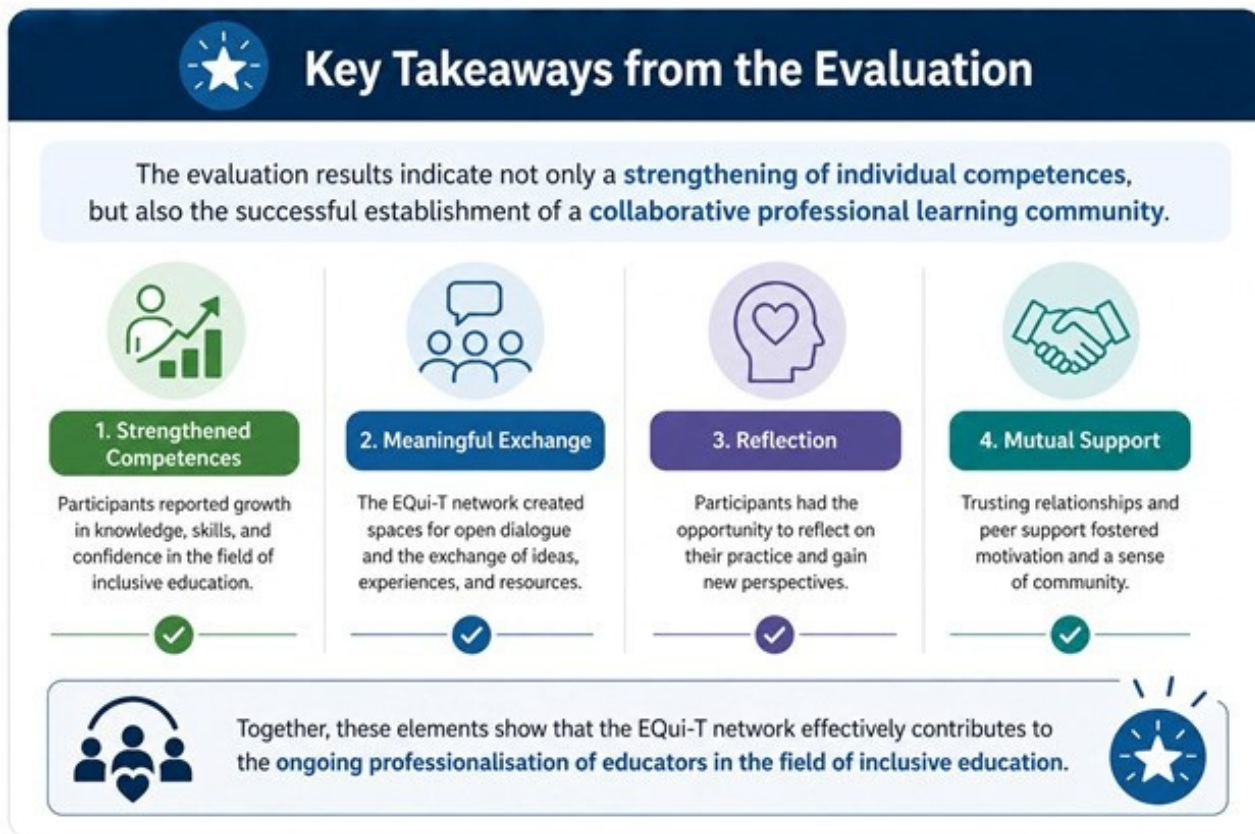 Key Takeaways from the Evaluation
The evaluation results indicate not only a strengthening of individual competences,
but also the successful establishment of a collaborative professional learning community.
1. Strengthened
Competences
Participants reported growth
in knowledge, skills, and
confidence in the field of
inclusive education.
2. Meaningful Exchange
The EQui-T network created
spaces for open dialogue
and the exchange of ideas,
experiences, and resources.
3. Reflection
Participants had the
opportunity to reflect on
their practice and gain
new perspectives.
4. Mutual Support
Trusting relationships and
peer support fostered
motivation and a sense
of community.
Together, these elements show that the EQui-T network effectively contributes to
the ongoing professionalisation of educators in the field of inclusive education.